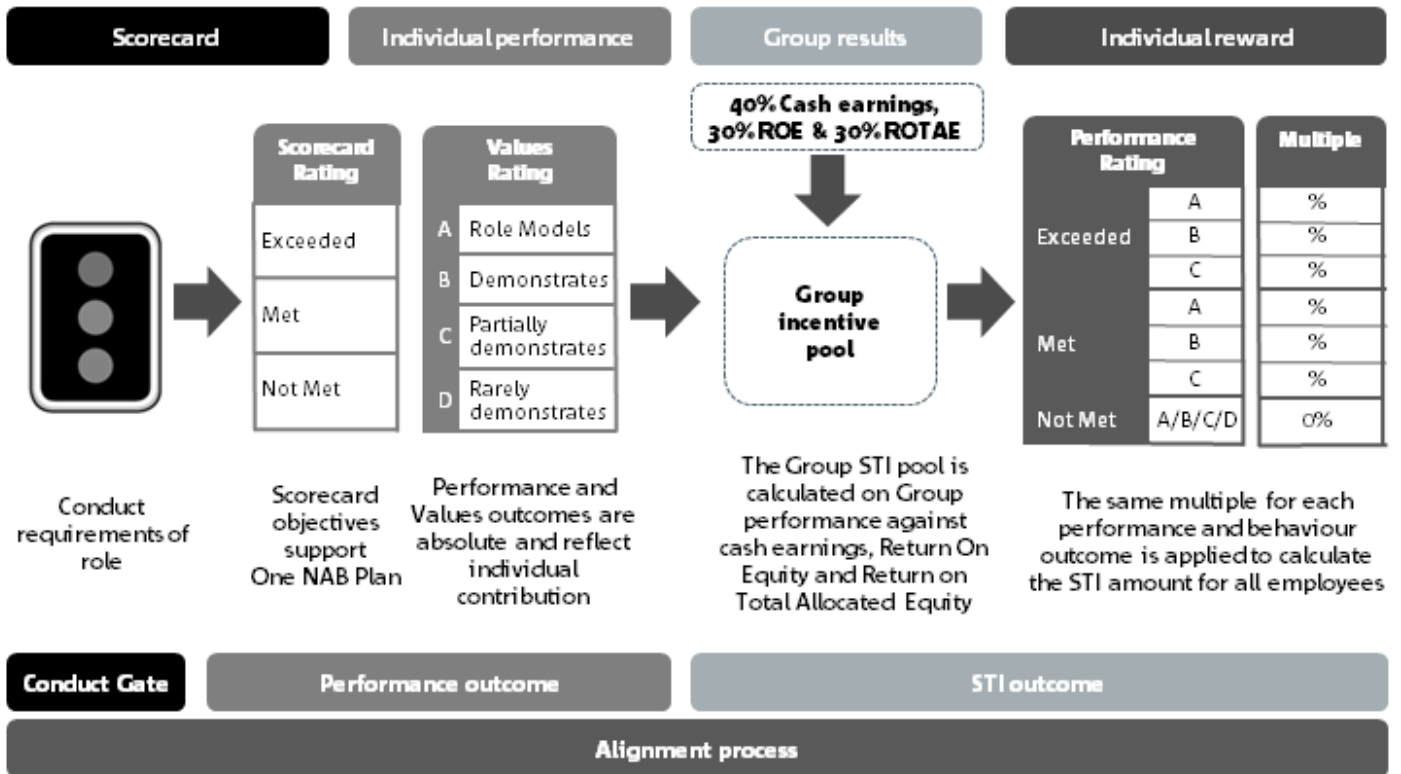 Scorecard
Individual performance
Group results
Individual reward
40% Cash earnings,
30% ROE & 30% ROTAE
Scorecard
Rating
Exceeded
Met
Not Met
Values
Rating
A Role Models
B Demonstrates
C Partially
demonstrates
D Rarely
demonstrates
Group
incentive
pool
Performance
Rating
Multiple
A %
Exceeded B %
C %
A %
Met B %
C %
Not Met A/B/C/D 0%
Conduct
requirements of
role
Scorecard
objectives
support
One NAB Plan
Performance and
Values outcomes are
absolute and reflect
individual
contribution
The Group STI pool is
calculated on Group
performance against
cash earnings, Return On
Equity and Return on
Total Allocated Equity
The same multiple for each
performance and behaviour
outcome is applied to calculate
the STI amount for all employees
Conduct Gate
Performance outcome
STI outcome
Alignment process